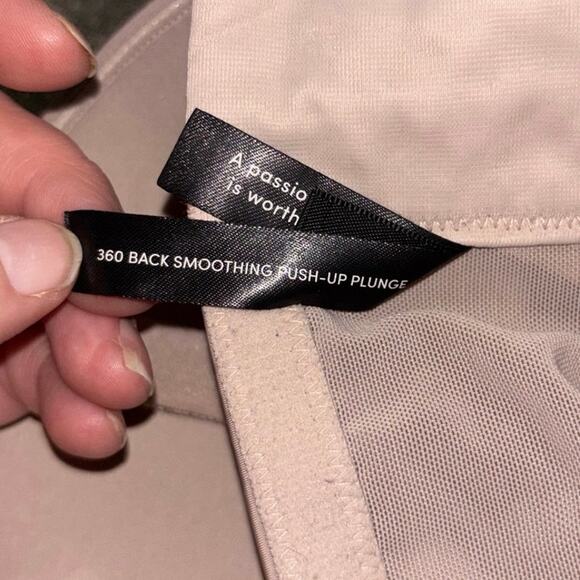 A passio
is worth
360 BACK SMOOTHING PUSH-UP PLUNGE